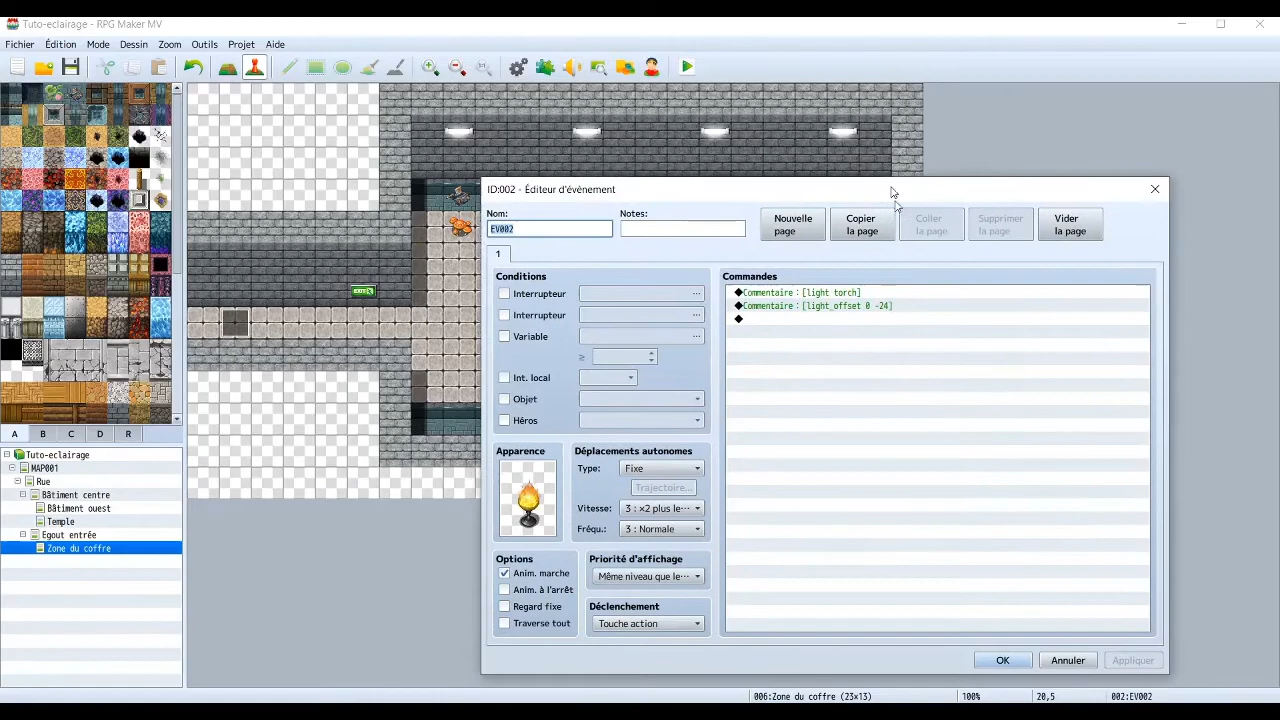 Tuto-eclairage - RPG Maker MV
Fichier Édition Mode Dessin Zoom Outils Projet Aide
ID:002 - Éditeur d'évènement
Nom: Notes:
EV002
Nouvelle page
Copier la page
Coller la page
Supprimer la page
Vider la page
1
Conditions
Interrupteur ...
Interrupteur ...
Variable ...
≥
Int. local
Objet
Héros
Commandes
◆Commentaire : [light torch]
◆Commentaire : [light_offset 0 -24]
◆
EXIT
Apparence
Déplacements autonomes
Type: Fixe
Trajectoire...
Vitesse: 3 : ×2 plus le...
Fréqu.: 3 : Normale
Options
Anim. marche
Anim. à l'arrêt
Regard fixe
Traverse tout
Priorité d'affichage
Même niveau que le...
Déclenchement
Touche action
OK Annuler Appliquer
A B C D R
Tuto-eclairage
MAP001
Rue
Bâtiment centre
Bâtiment ouest
Temple
Egout entrée
Zone du coffre
006:Zone du coffre (23x13) 100% 20,5 002:EV002